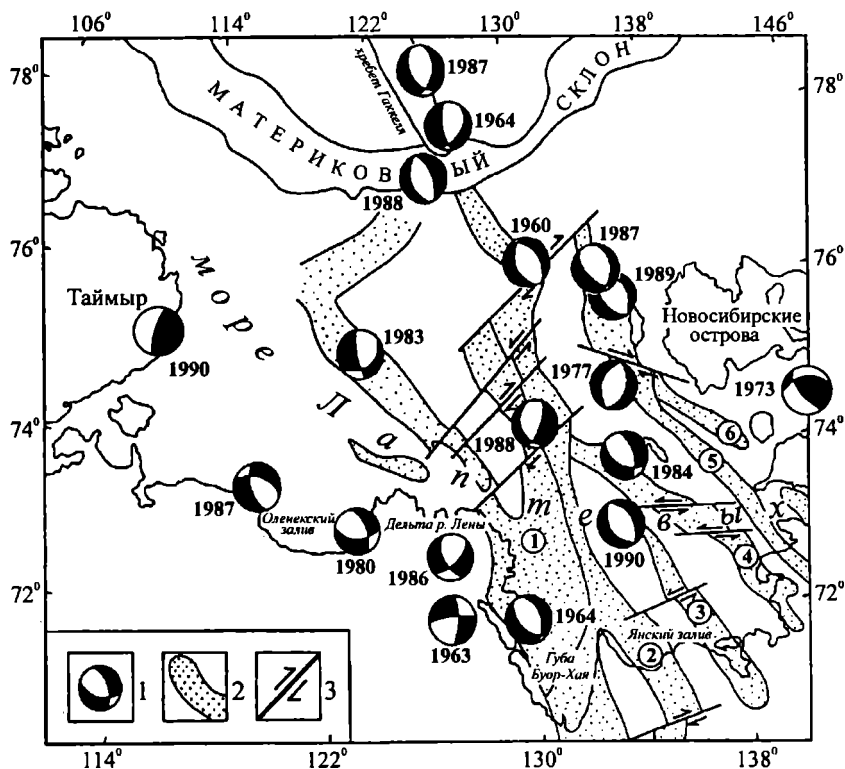 106° 114° 122° 130° 138° 146°
78° 78°
хребет Гаккеля
МАТЕРИКОВЫЙ СКЛОН
1987
1964
1988
76° 76°
1960 1987
1989
море Лаптевых
Таймыр
1990
Новосибирские
острова
1983
1977
1973
74° 74°
1988
6
5
1984
1987
Оленекский
залив
Дельта р. Лены
1
1980
1986
1990
4
72° 72°
3
1963
1964
Янский залив
2
Губа
Буор-Хая
1 2 3
114° 122° 130° 138°